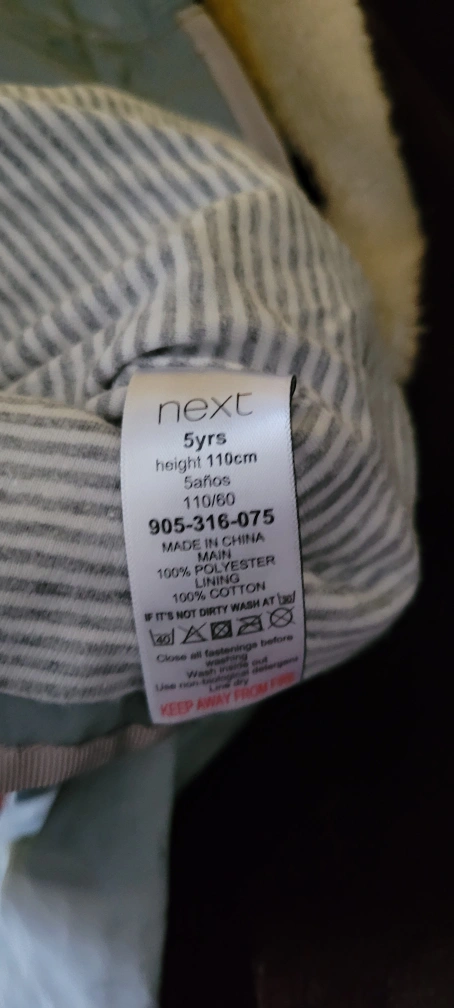 next
5yrs
height 110cm
5años
110/60
905-316-075
MADE IN CHINA
MAIN
100% POLYESTER
LINING
100% COTTON
IF IT'S NOT DIRTY WASH AT 30
40
Close all fastenings before
washing
Wash inside out
Use non-biological detergent
Line dry
KEEP AWAY FROM FIRE